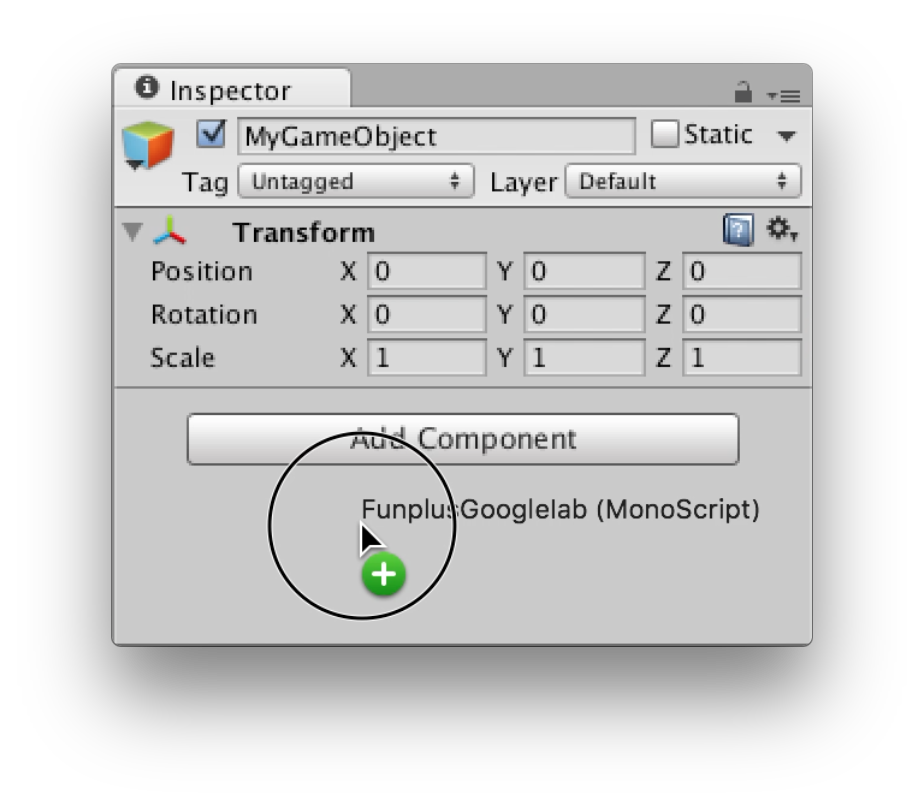 Inspector
MyGameObject Static
Tag Untagged Layer Default
Transform
Position X 0 Y 0 Z 0
Rotation X 0 Y 0 Z 0
Scale X 1 Y 1 Z 1
Add Component
FunplusGooglelab (MonoScript)